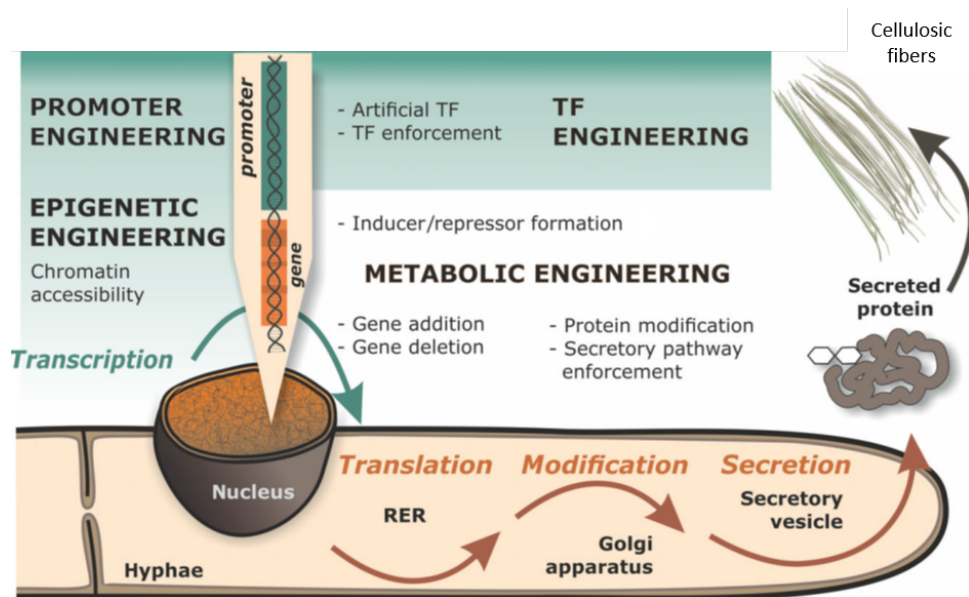 Cellulosic
fibers
PROMOTER
ENGINEERING
promoter
- Artificial TF
- TF enforcement
TF
ENGINEERING
EPIGENETIC
ENGINEERING
Chromatin
accessibility
gene
- Inducer/repressor formation
METABOLIC ENGINEERING
- Gene addition
- Gene deletion
- Protein modification
- Secretory pathway
enforcement
Secreted
protein
Transcription
Nucleus
Translation
Modification
Secretion
RER
Golgi
apparatus
Secretory
vesicle
Hyphae